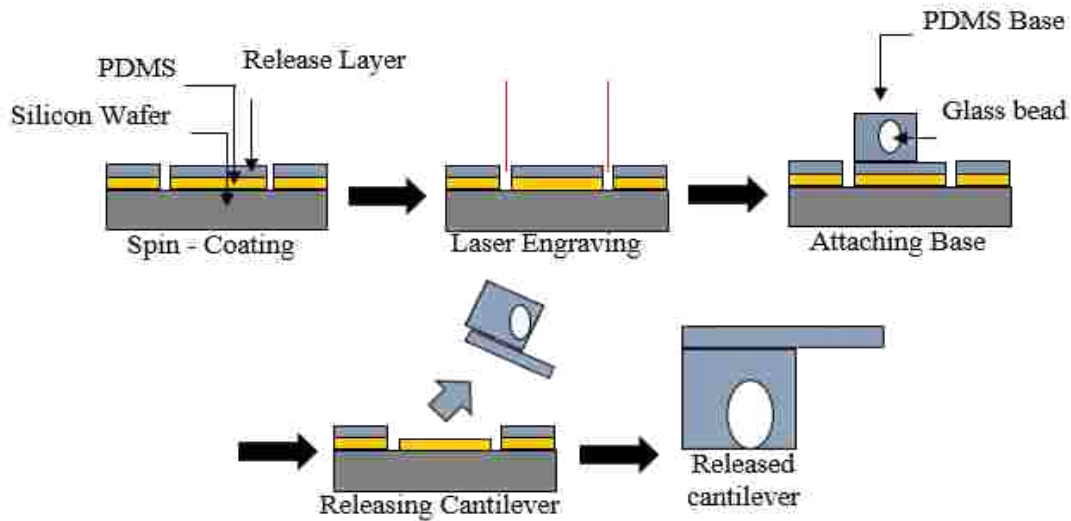 PDMS Base
PDMS
Release Layer
Silicon Wafer
Glass bead
Spin - Coating
Laser Engraving
Attaching Base
Releasing Cantilever
Released
cantilever